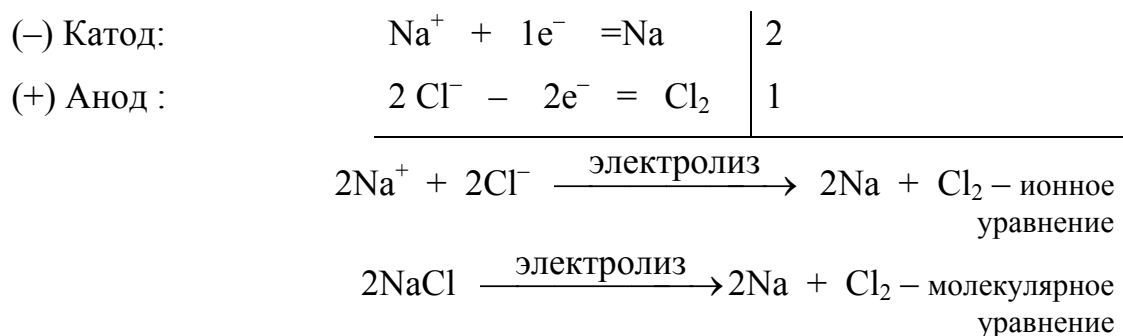 (–) Катод: Na⁺ + 1e⁻ =Na | 2
(+) Анод : 2 Cl⁻ – 2e⁻ = Cl₂ | 1
2Na⁺ + 2Cl⁻ электролиз → 2Na + Cl₂ – ионное
уравнение
2NaCl электролиз → 2Na + Cl₂ – молекулярное
уравнение